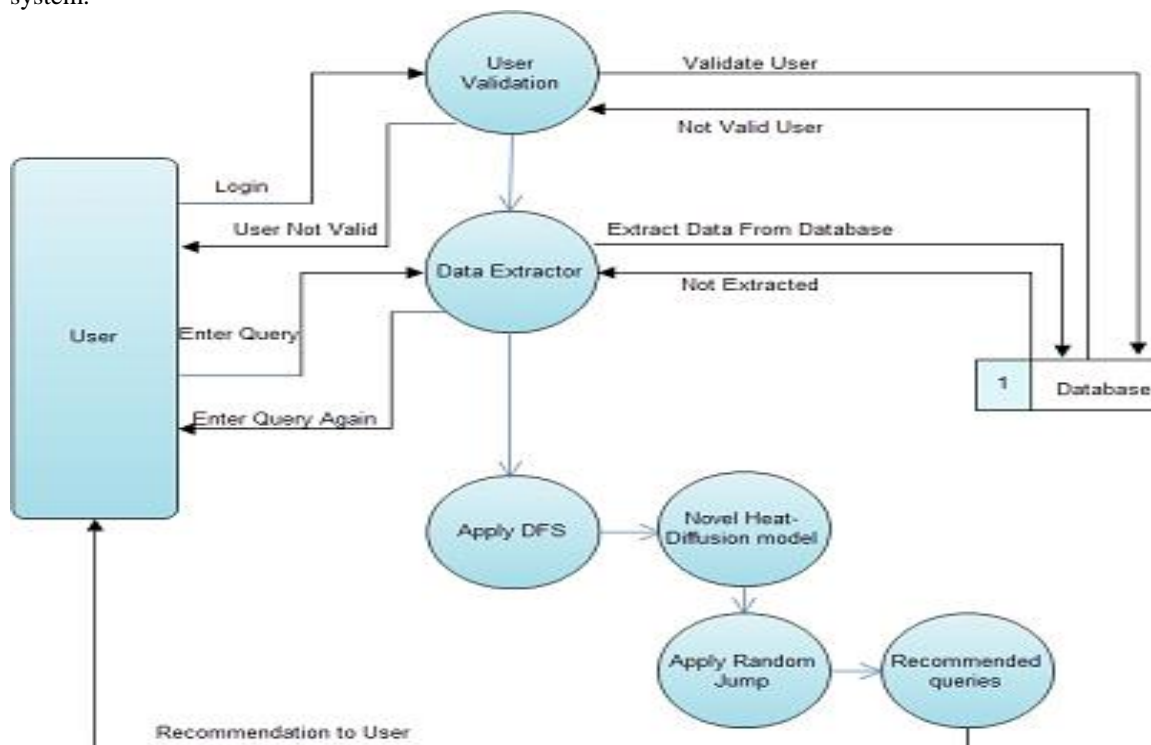 system.
User
Validation
Validate User
Not Valid User
Login
User Not Valid
Extract Data From Database
Data Extractor
Not Extracted
User
Enter Query
1
Database
Enter Query Again
Apply DFS
Novel Heat-
Diffusion model
Apply Random
Jump
Recommended
queries
Recommendation to User